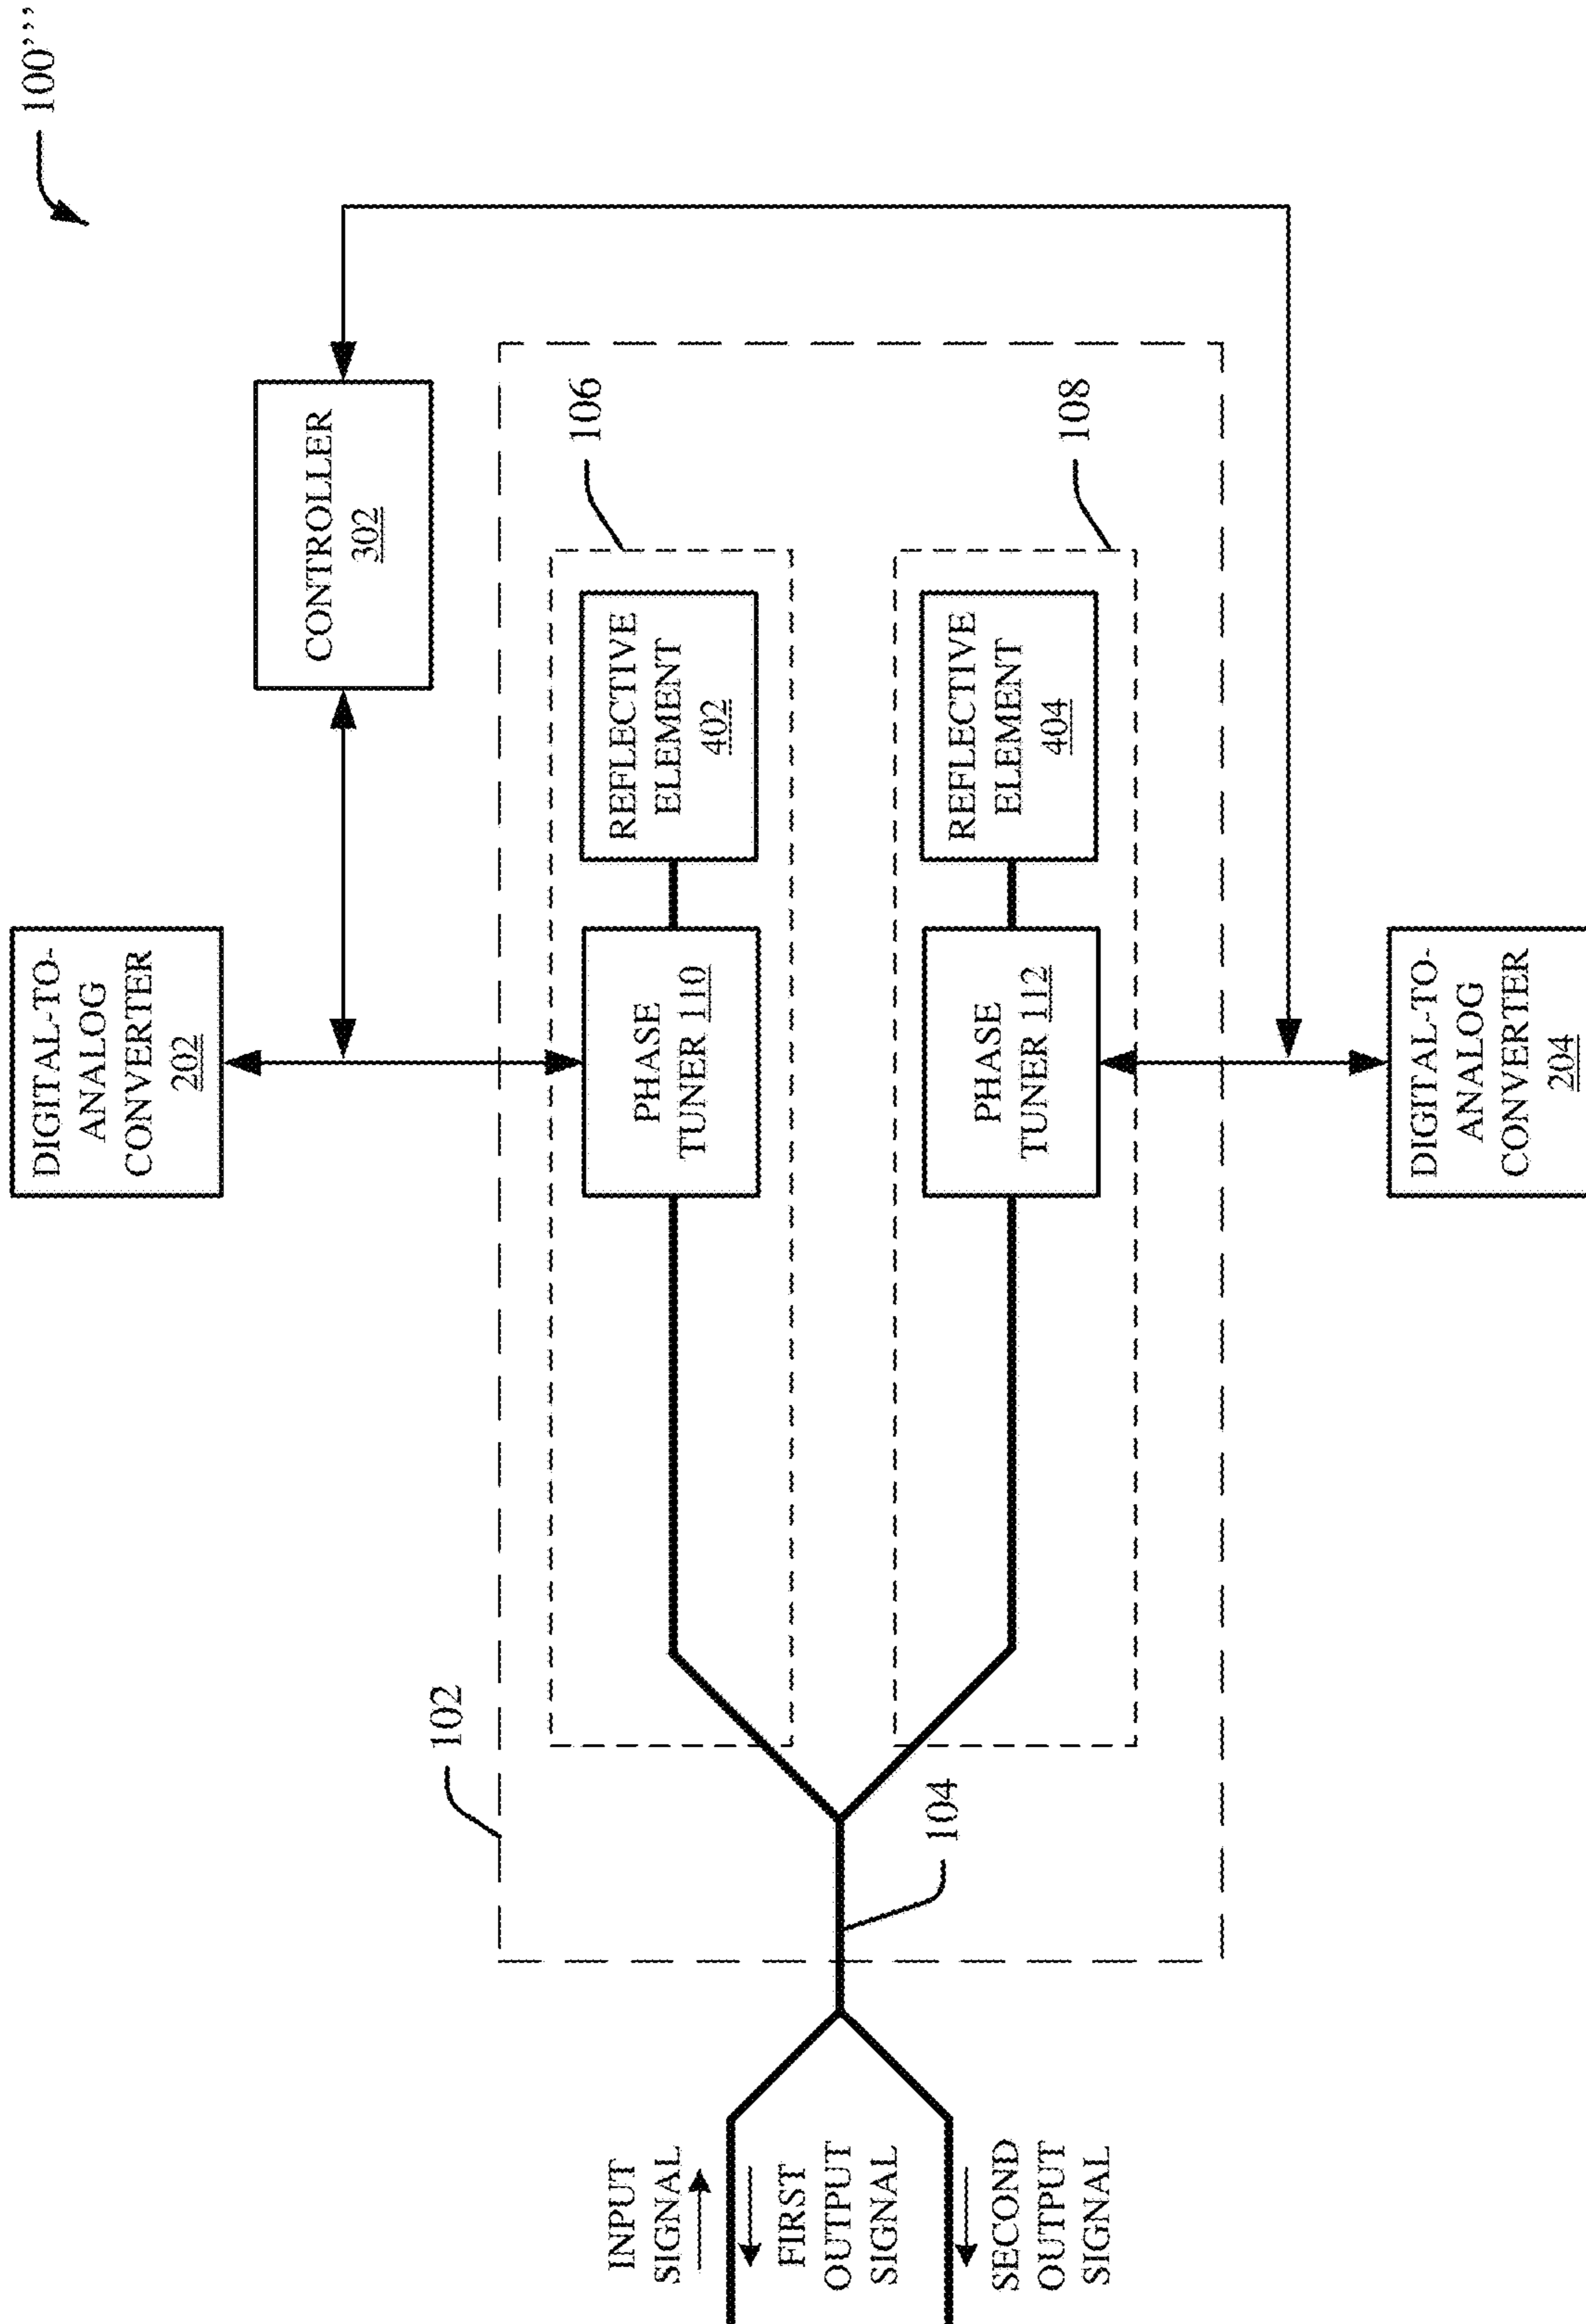 100’’’
DIGITAL-TO-
ANALOG
CONVERTER
202
CONTROLLER
302
102
106
REFLECTIVE
ELEMENT
402
PHASE
TUNER 110
INPUT
SIGNAL
FIRST
OUTPUT
SIGNAL
104
108
REFLECTIVE
ELEMENT
404
PHASE
TUNER 112
SECOND
OUTPUT
SIGNAL
DIGITAL-TO-
ANALOG
CONVERTER
204